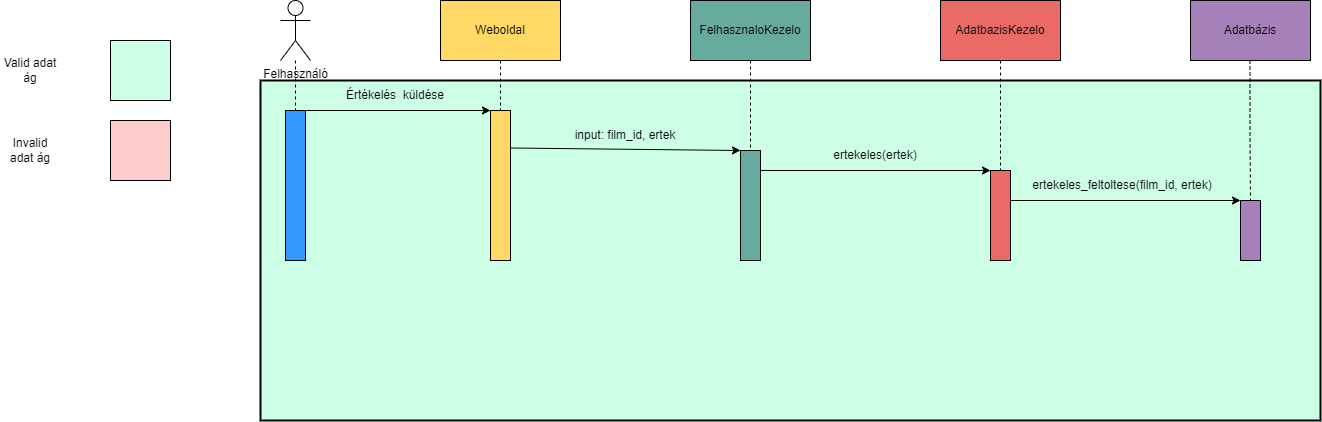 Weboldal
FelhasznaloKezelo
AdatbazisKezelo
Adatbázis
Valid adat
ág
Felhasználó
Értékelés küldése
input: film_id, ertek
Invalid
adat ág
ertekeles(ertek)
ertekeles_feltoltese(film_id, ertek)